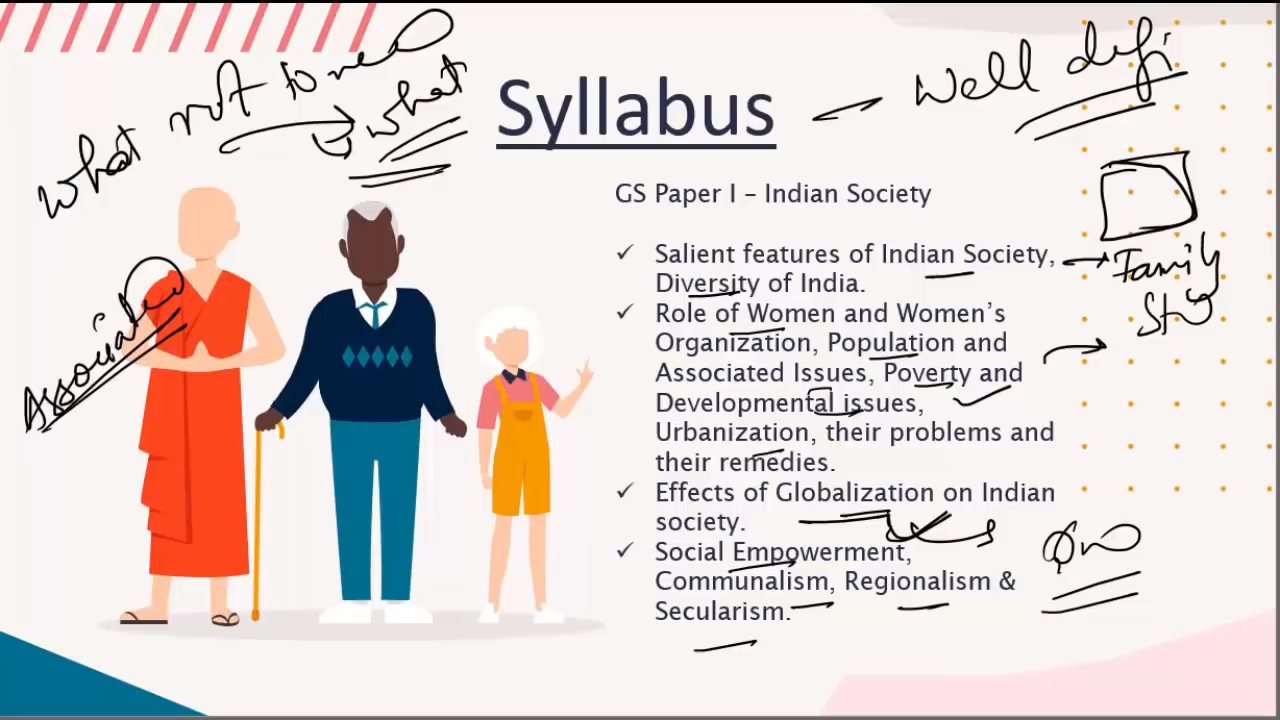 what not to read
what
Syllabus
Well defi
GS Paper I – Indian Society
✓ Salient features of Indian Society,
Diversity of India.
Family
✓ Role of Women and Women’s
Organization, Population and
Associated Issues, Poverty and
Developmental issues,
Urbanization, their problems and
their remedies.
✓ Effects of Globalization on Indian
society.
✓ Social Empowerment,
Communalism, Regionalism &
Secularism.
Associated